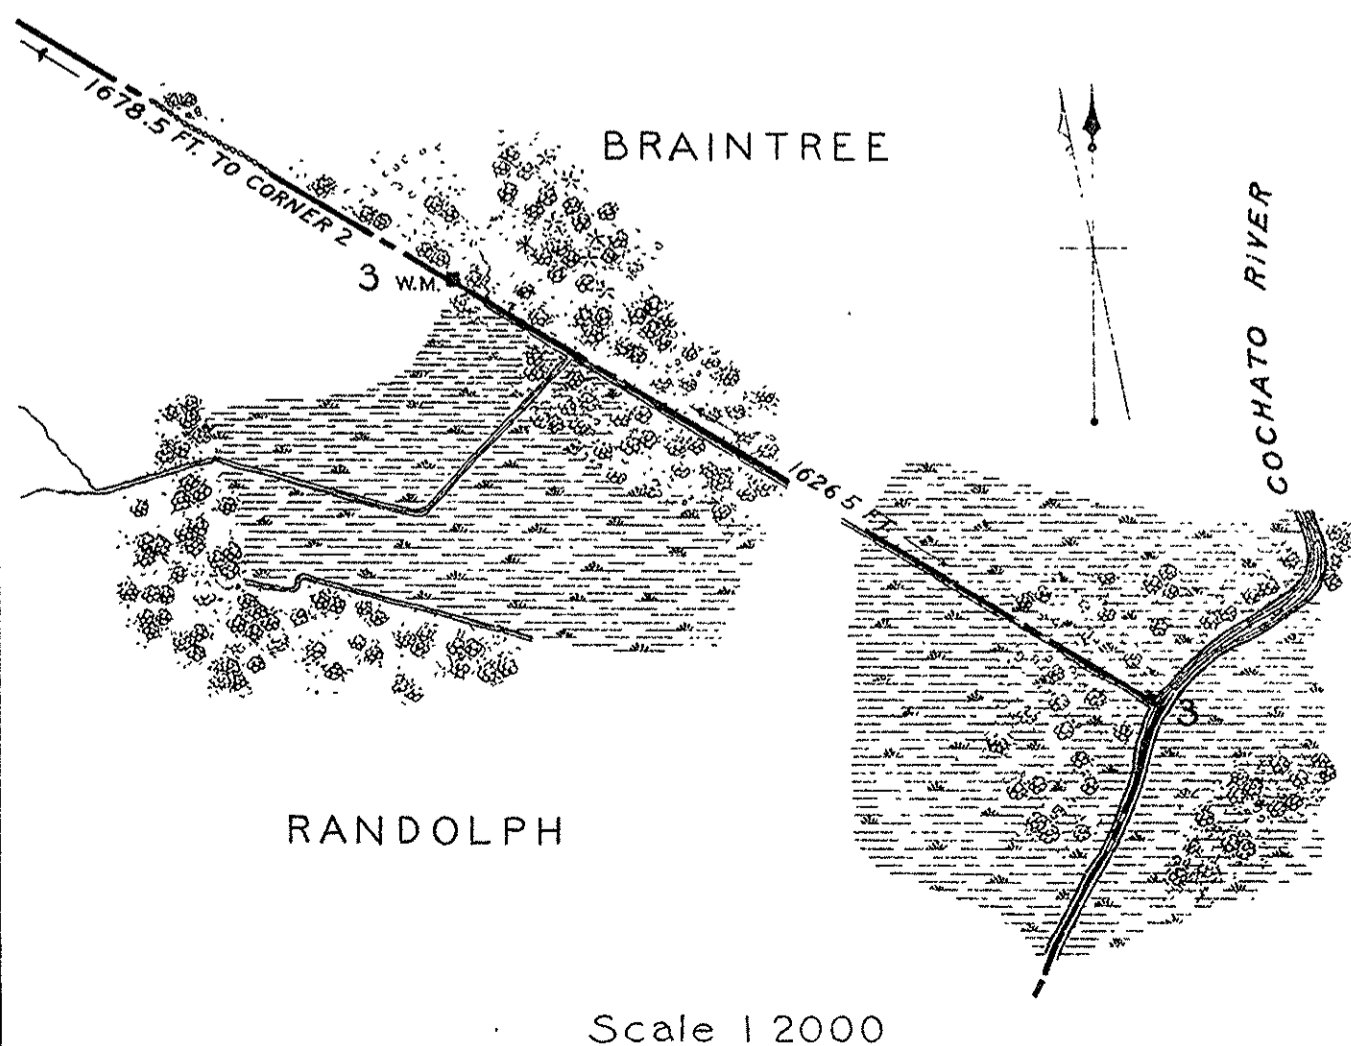 1678.5 FT. TO CORNER 2
BRAINTREE
COCHATO RIVER
3 W.M.
1626 5 FT.
3
RANDOLPH
Scale 1 2000